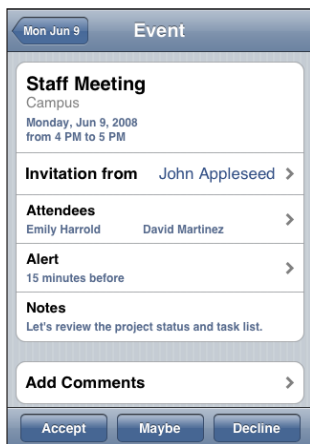 Mon Jun 9
Event
Staff Meeting
Campus
Monday, Jun 9, 2008
from 4 PM to 5 PM
Invitation from John Appleseed
Attendees
Emily Harrold David Martinez
Alert
15 minutes before
Notes
Let's review the project status and task list.
Add Comments
Accept Maybe Decline